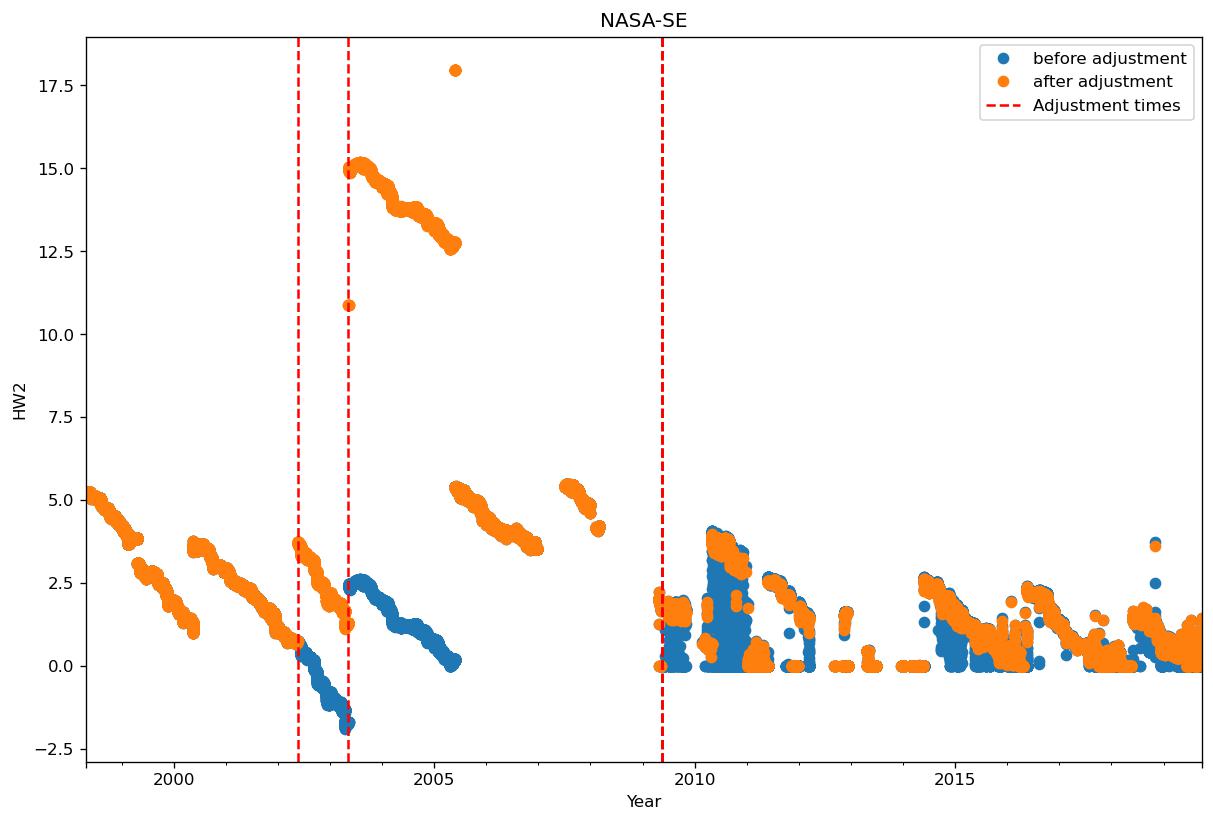 NASA-SE
before adjustment
after adjustment
Adjustment times
HW2
17.5
15.0
12.5
10.0
7.5
5.0
2.5
0.0
−2.5
2000
2005
2010
2015
Year